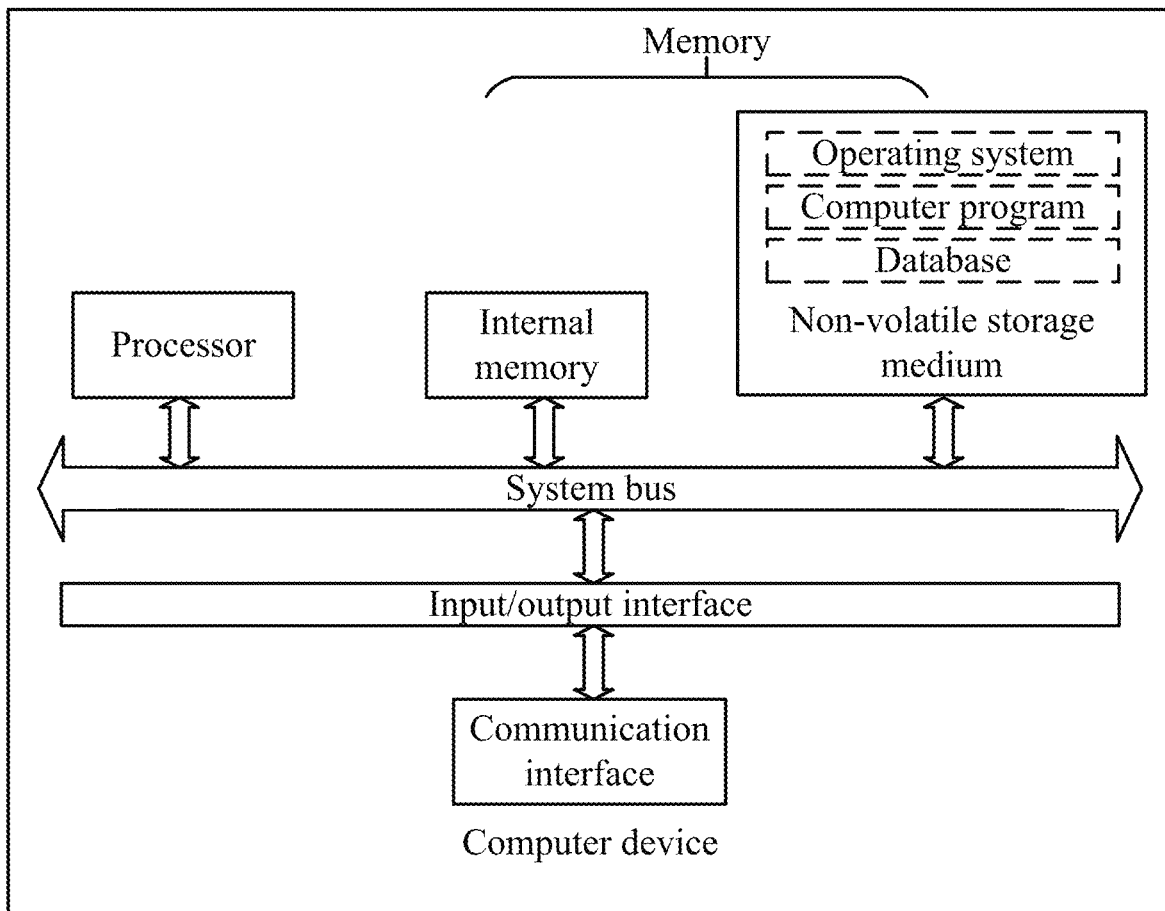 Memory
Operating system
Computer program
Database
Non-volatile storage
medium
Processor
Internal
memory
System bus
Input/output interface
Communication
interface
Computer device